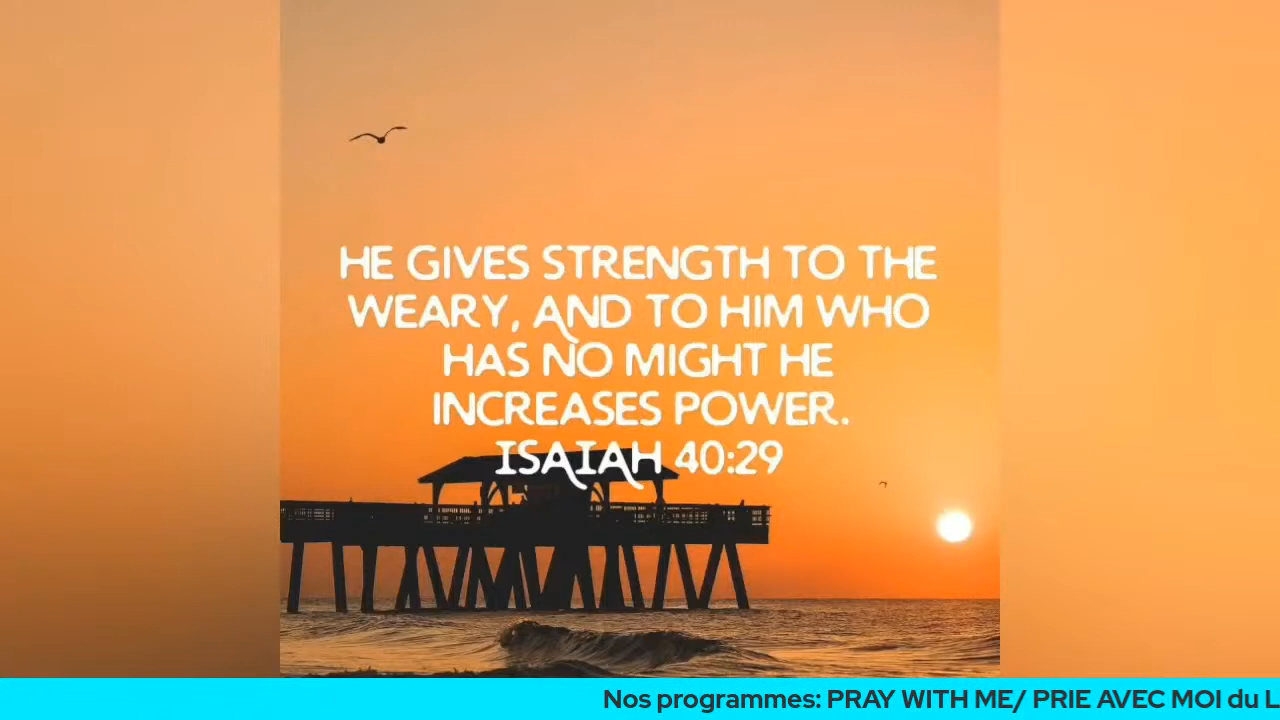 HE GIVES STRENGTH TO THE
WEARY, AND TO HIM WHO
HAS NO MIGHT HE
INCREASES POWER.
ISAIAH 40:29
Nos programmes: PRAY WITH ME/ PRIE AVEC MOI du L